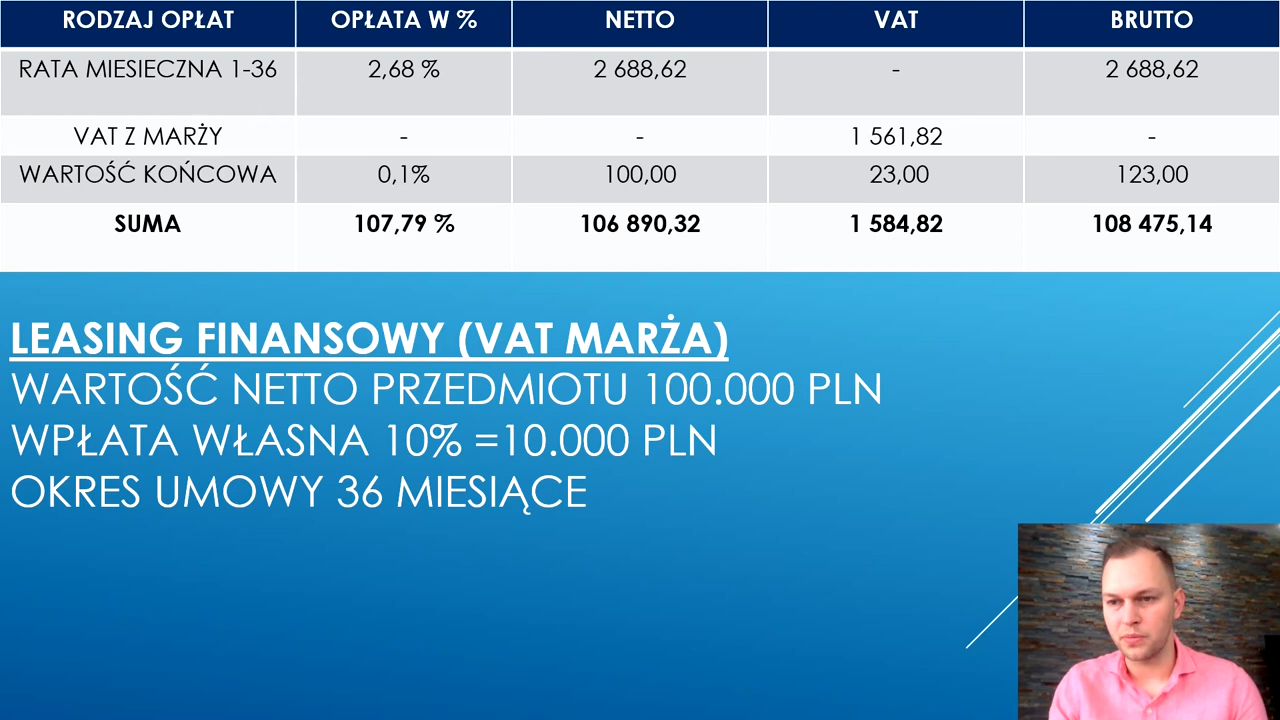 RODZAJ OPŁAT OPŁATA W % NETTO VAT BRUTTO
RATA MIESIECZNA 1-36 2,68 % 2 688,62 - 2 688,62
VAT Z MARŻY - - 1 561,82 -
WARTOŚĆ KOŃCOWA 0,1% 100,00 23,00 123,00
SUMA 107,79 % 106 890,32 1 584,82 108 475,14
LEASING FINANSOWY (VAT MARŻA)
WARTOŚĆ NETTO PRZEDMIOTU 100.000 PLN
WPŁATA WŁASNA 10% =10.000 PLN
OKRES UMOWY 36 MIESIĄCE